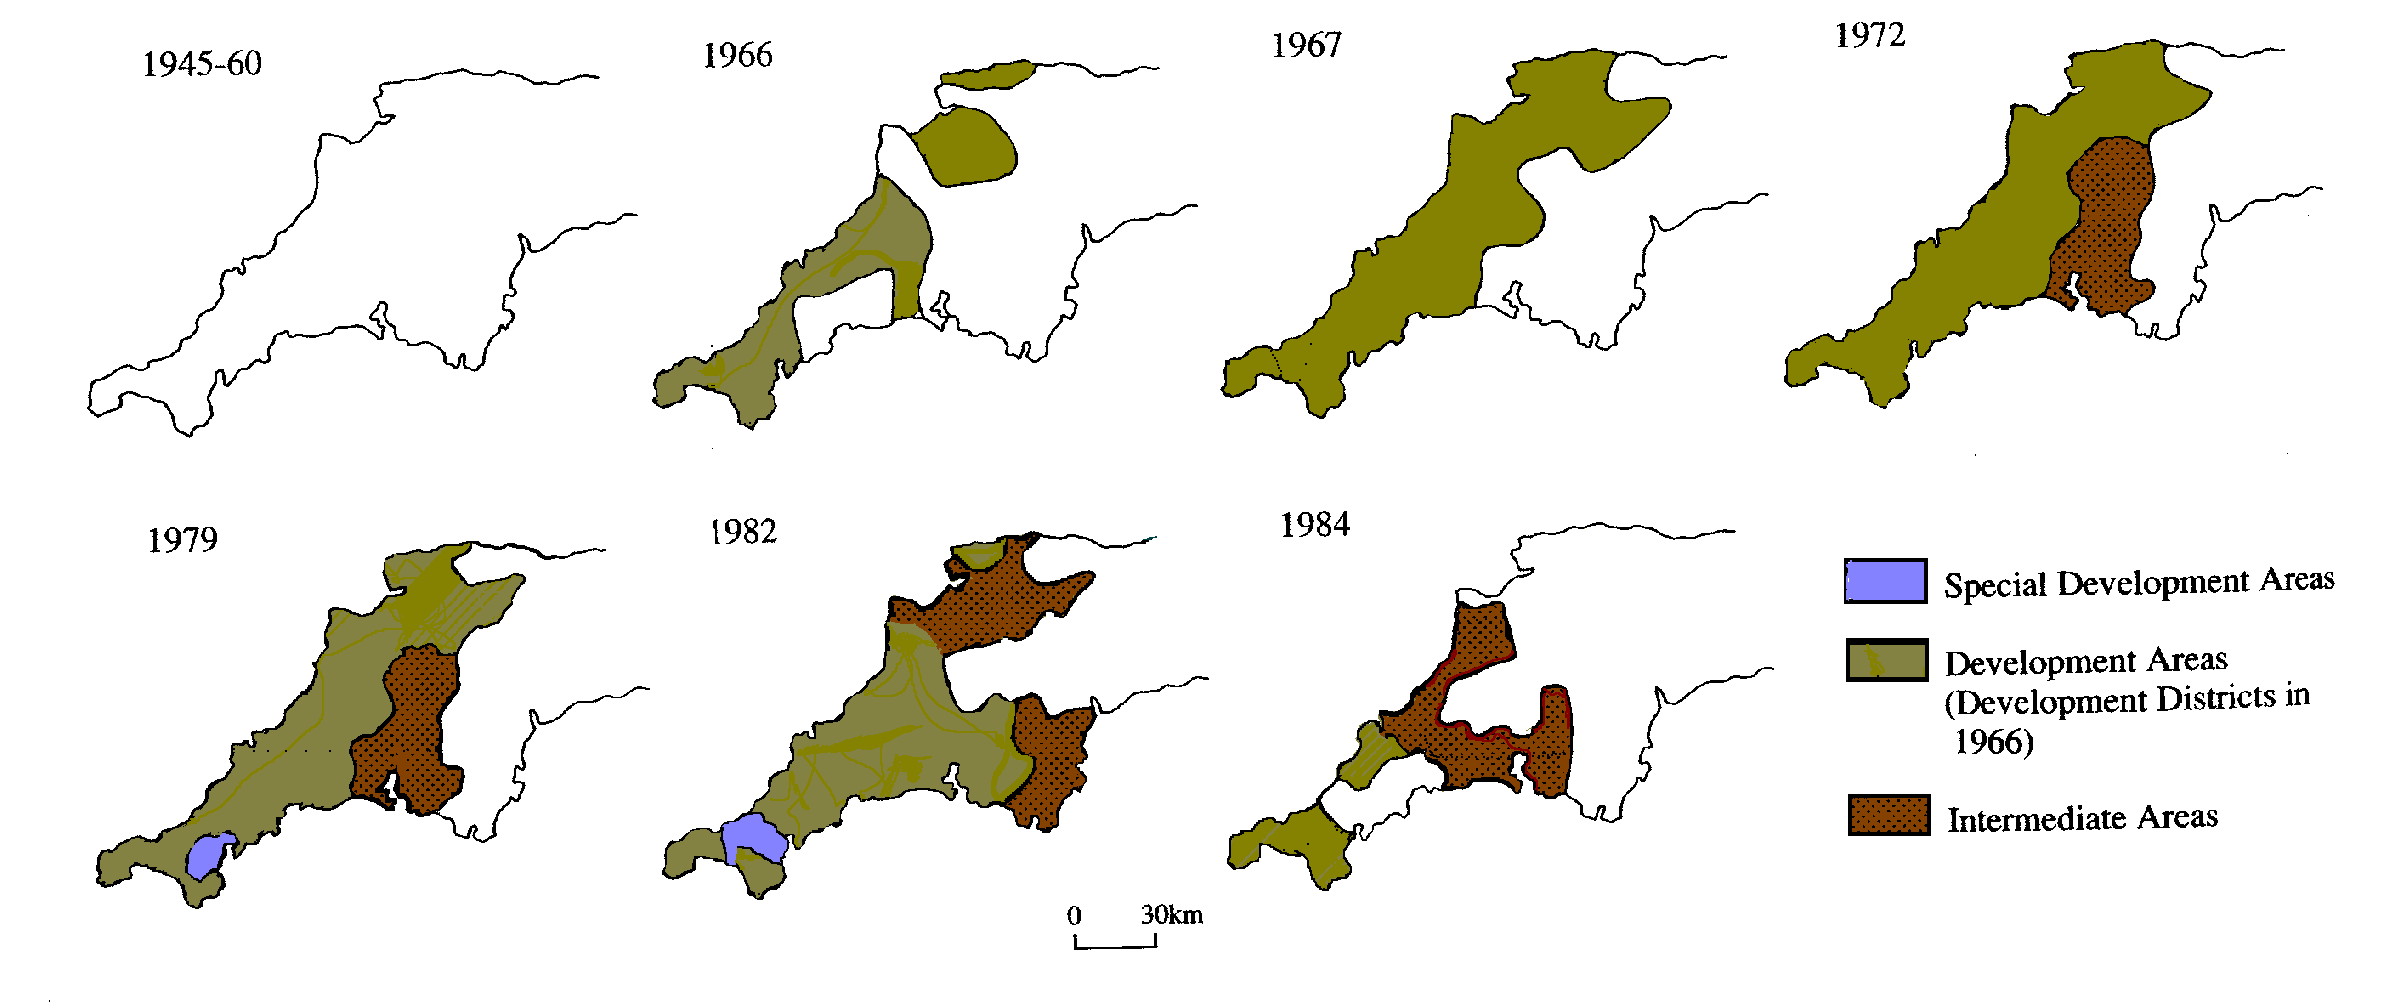 1945-60
1966
1967
1972
1979
1982
1984
Special Development Areas
Development Areas
(Development Districts in
1966)
Intermediate Areas
0 30km